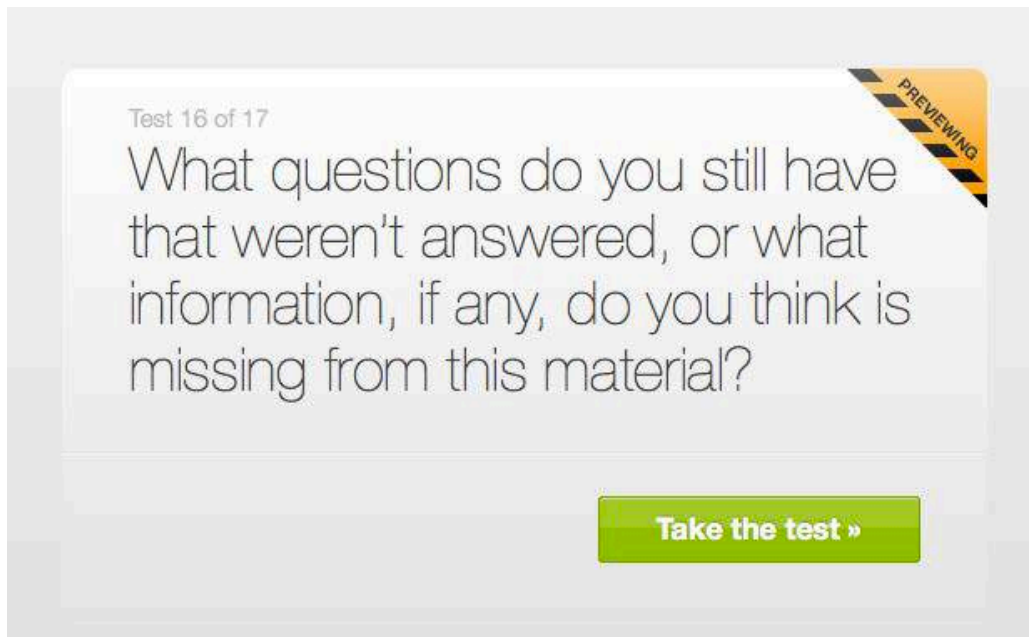 Test 16 of 17
PREVIEWING
What questions do you still have
that weren't answered, or what
information, if any, do you think is
missing from this material?
Take the test »